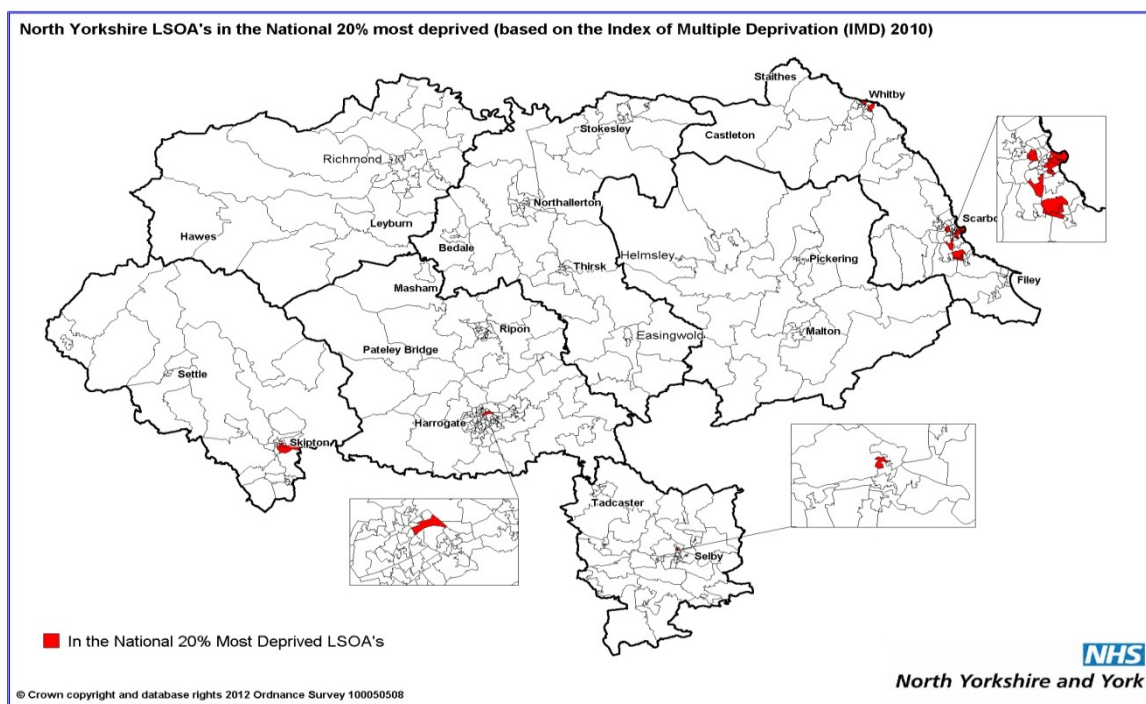 North Yorkshire LSOA's in the National 20% most deprived (based on the Index of Multiple Deprivation (IMD) 2010)
Staithes
Whitby
Stokesley
Castleton
Richmond
Northallerton
Scarbo
Leyburn
Hawes
Bedale
Helmsley
Pickering
Thirsk
Filey
Masham
Ripon
Malton
Easingwold
Pateley Bridge
Settle
Harrogate
Skipton
Tadcaster
Selby
In the National 20% Most Deprived LSOA's
NHS
North Yorkshire and York
© Crown copyright and database rights 2012 Ordnance Survey 100050508